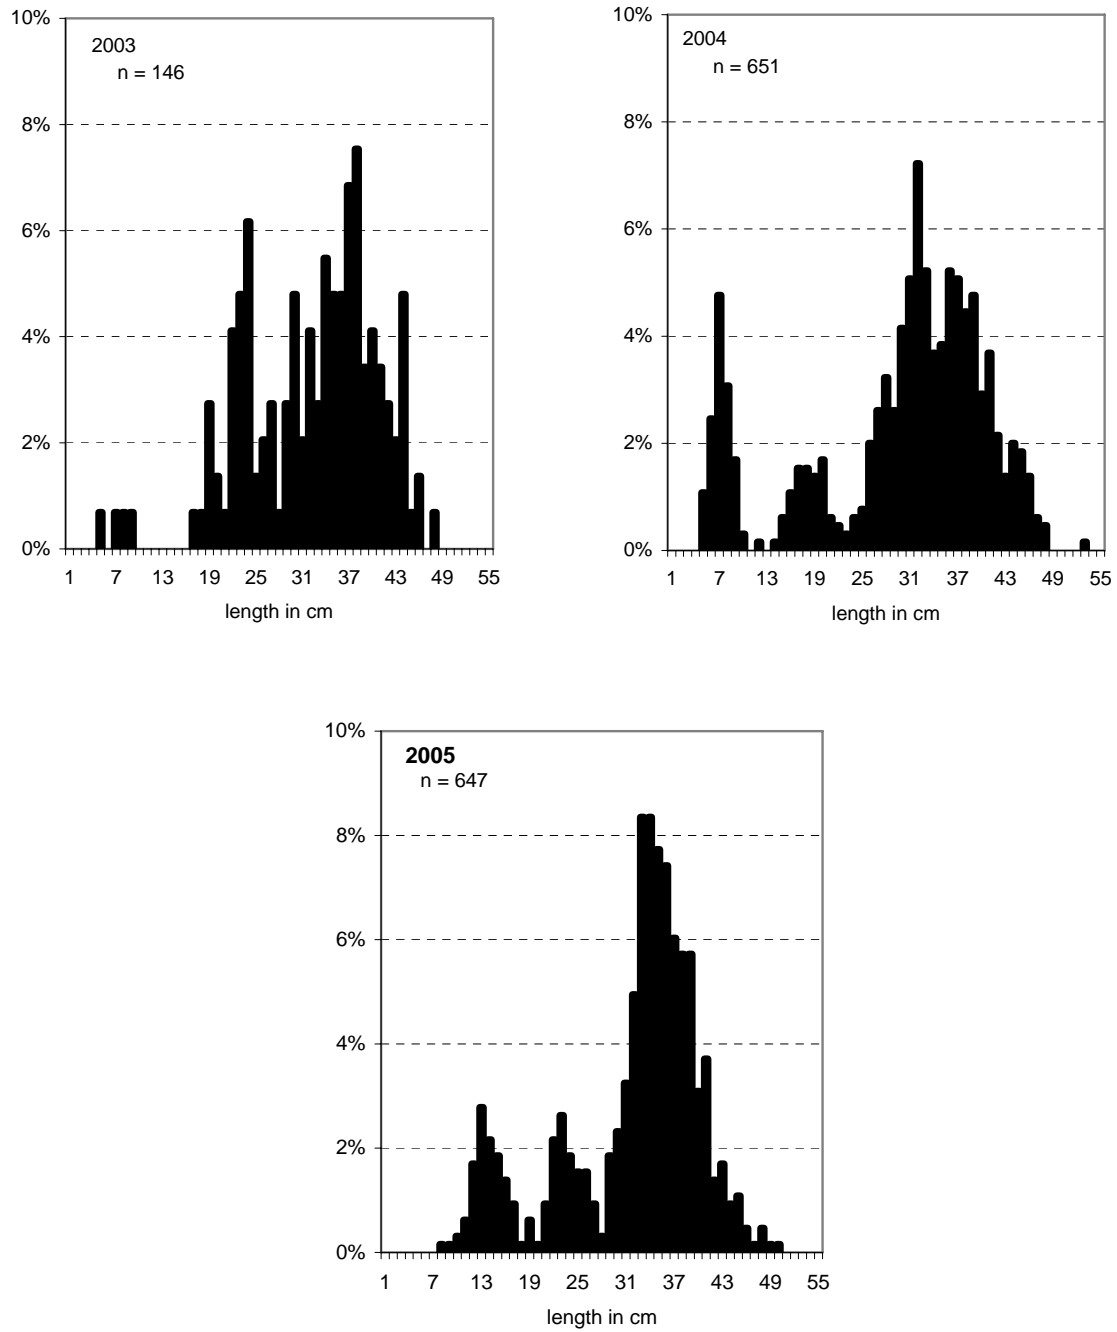 10%
2003
n = 146
8%
6%
4%
2%
0%
1 7 13 19 25 31 37 43 49 55
length in cm
10%
2004
n = 651
8%
6%
4%
2%
0%
1 7 13 19 25 31 37 43 49 55
length in cm
10%
2005
n = 647
8%
6%
4%
2%
0%
1 7 13 19 25 31 37 43 49 55
length in cm